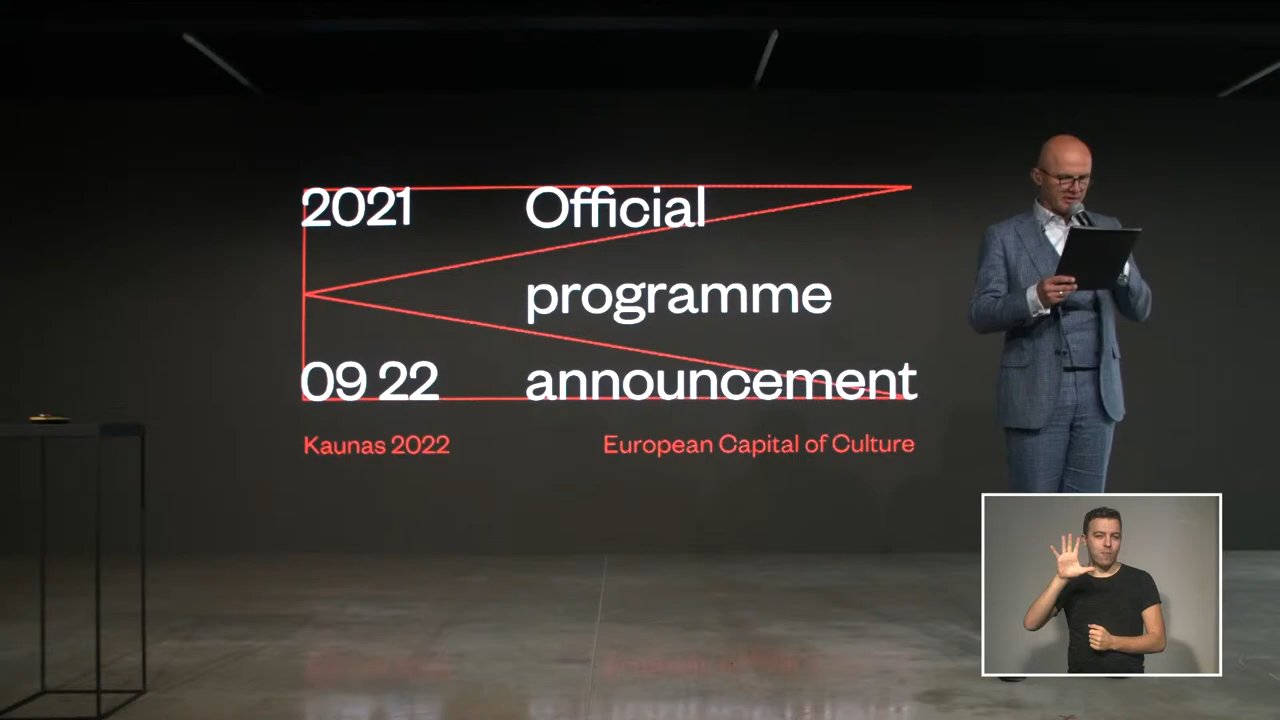 2021 Official
programme
09 22 announcement
Kaunas 2022 European Capital of Culture